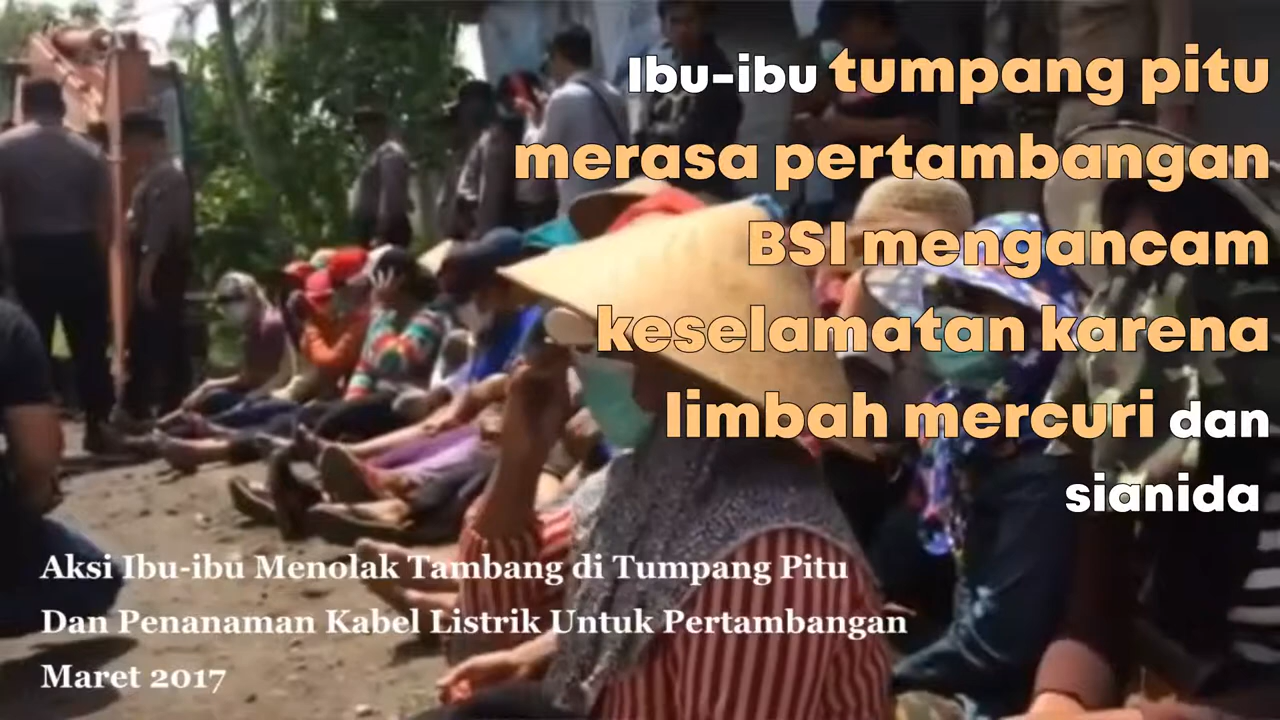 Ibu-ibu tumpang pitu
merasa pertambangan
BSI mengancam
keselamatan karena
limbah mercuri dan
sianida
Aksi Ibu-ibu Menolak Tambang di Tumpang Pitu
Dan Penanaman Kabel Listrik Untuk Pertambangan
Maret 2017